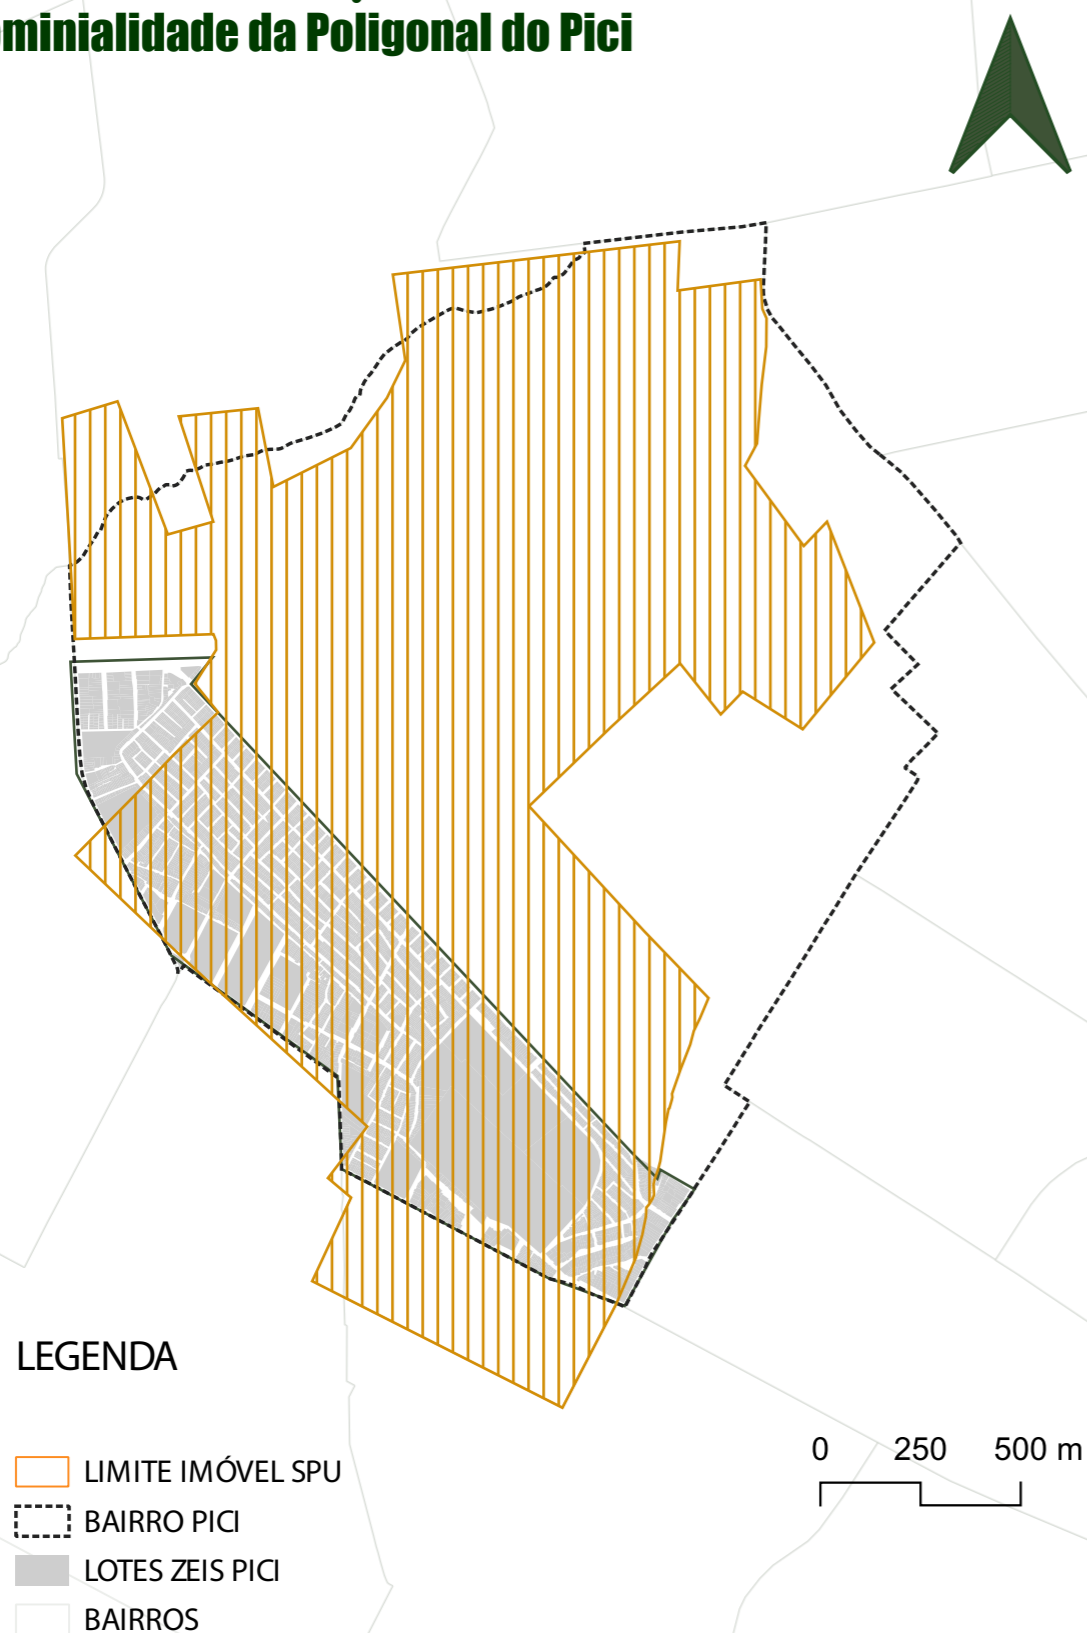 minialidade da Poligonal do Pici
LEGENDA
LIMITE IMÓVEL SPU
BAIRRO PICI
LOTES ZEIS PICI
BAIRROS
0 250 500 m